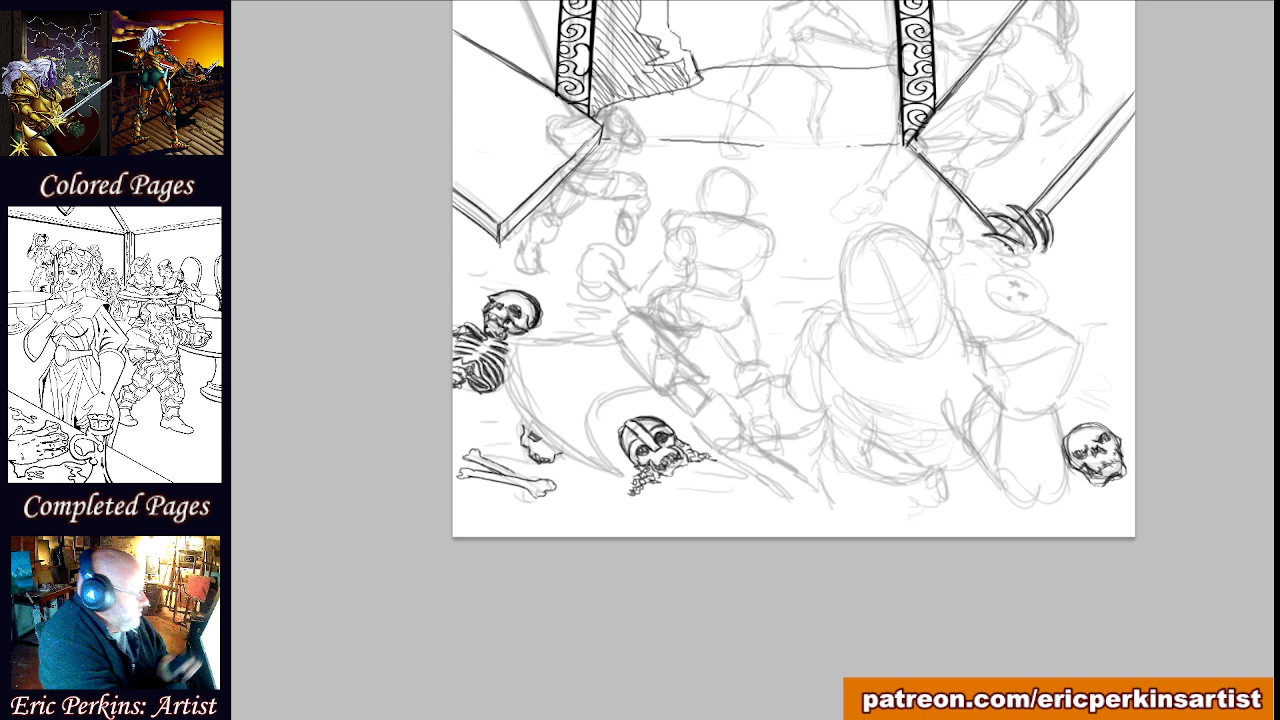 Colored Pages
Completed Pages
Eric Perkins: Artist
patreon.com/ericperkinsartist